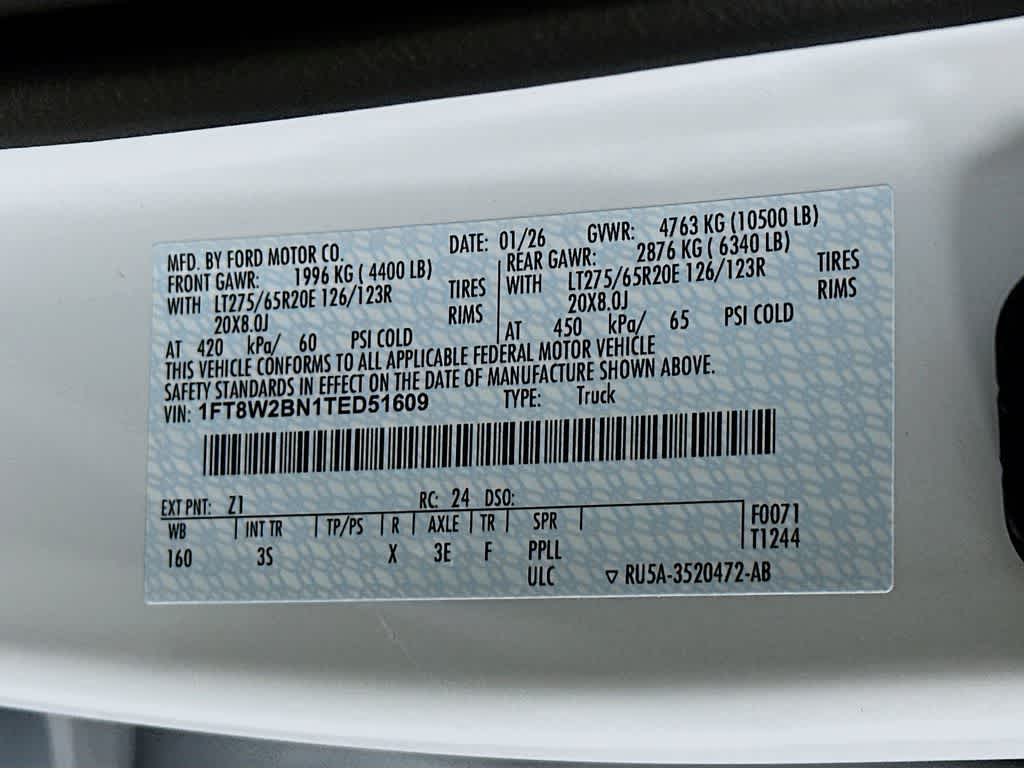 MFD. BY FORD MOTOR CO.
DATE: 01/26 GVWR: 4763 KG (10500 LB)
FRONT GAWR: 1996 KG ( 4400 LB)
WITH LT275/65R20E 126/123R TIRES
20X8.0J RIMS
AT 420 kPa/ 60 PSI COLD
REAR GAWR: 2876 KG ( 6340 LB)
WITH LT275/65R20E 126/123R TIRES
20X8.0J RIMS
AT 450 kPa/ 65 PSI COLD
THIS VEHICLE CONFORMS TO ALL APPLICABLE FEDERAL MOTOR VEHICLE
SAFETY STANDARDS IN EFFECT ON THE DATE OF MANUFACTURE SHOWN ABOVE.
VIN: 1FT8W2BN1TED51609 TYPE: Truck
EXT PNT: Z1 RC: 24 DSO:
WB INT TR TP/PS R AXLE TR SPR F0071
160 3S X 3E F PPLL T1244
ULC ▽ RU5A-3520472-AB